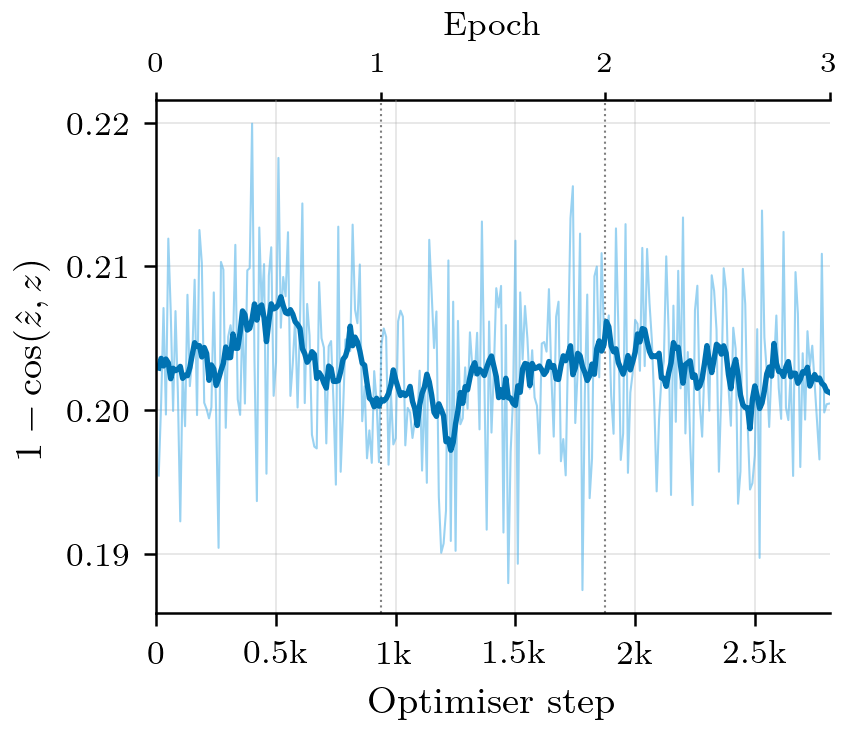 Epoch
0 1 2 3
0.22
0.21
0.20
0.19
1 − cos(ẑ, z)
0 0.5k 1k 1.5k 2k 2.5k
Optimiser step